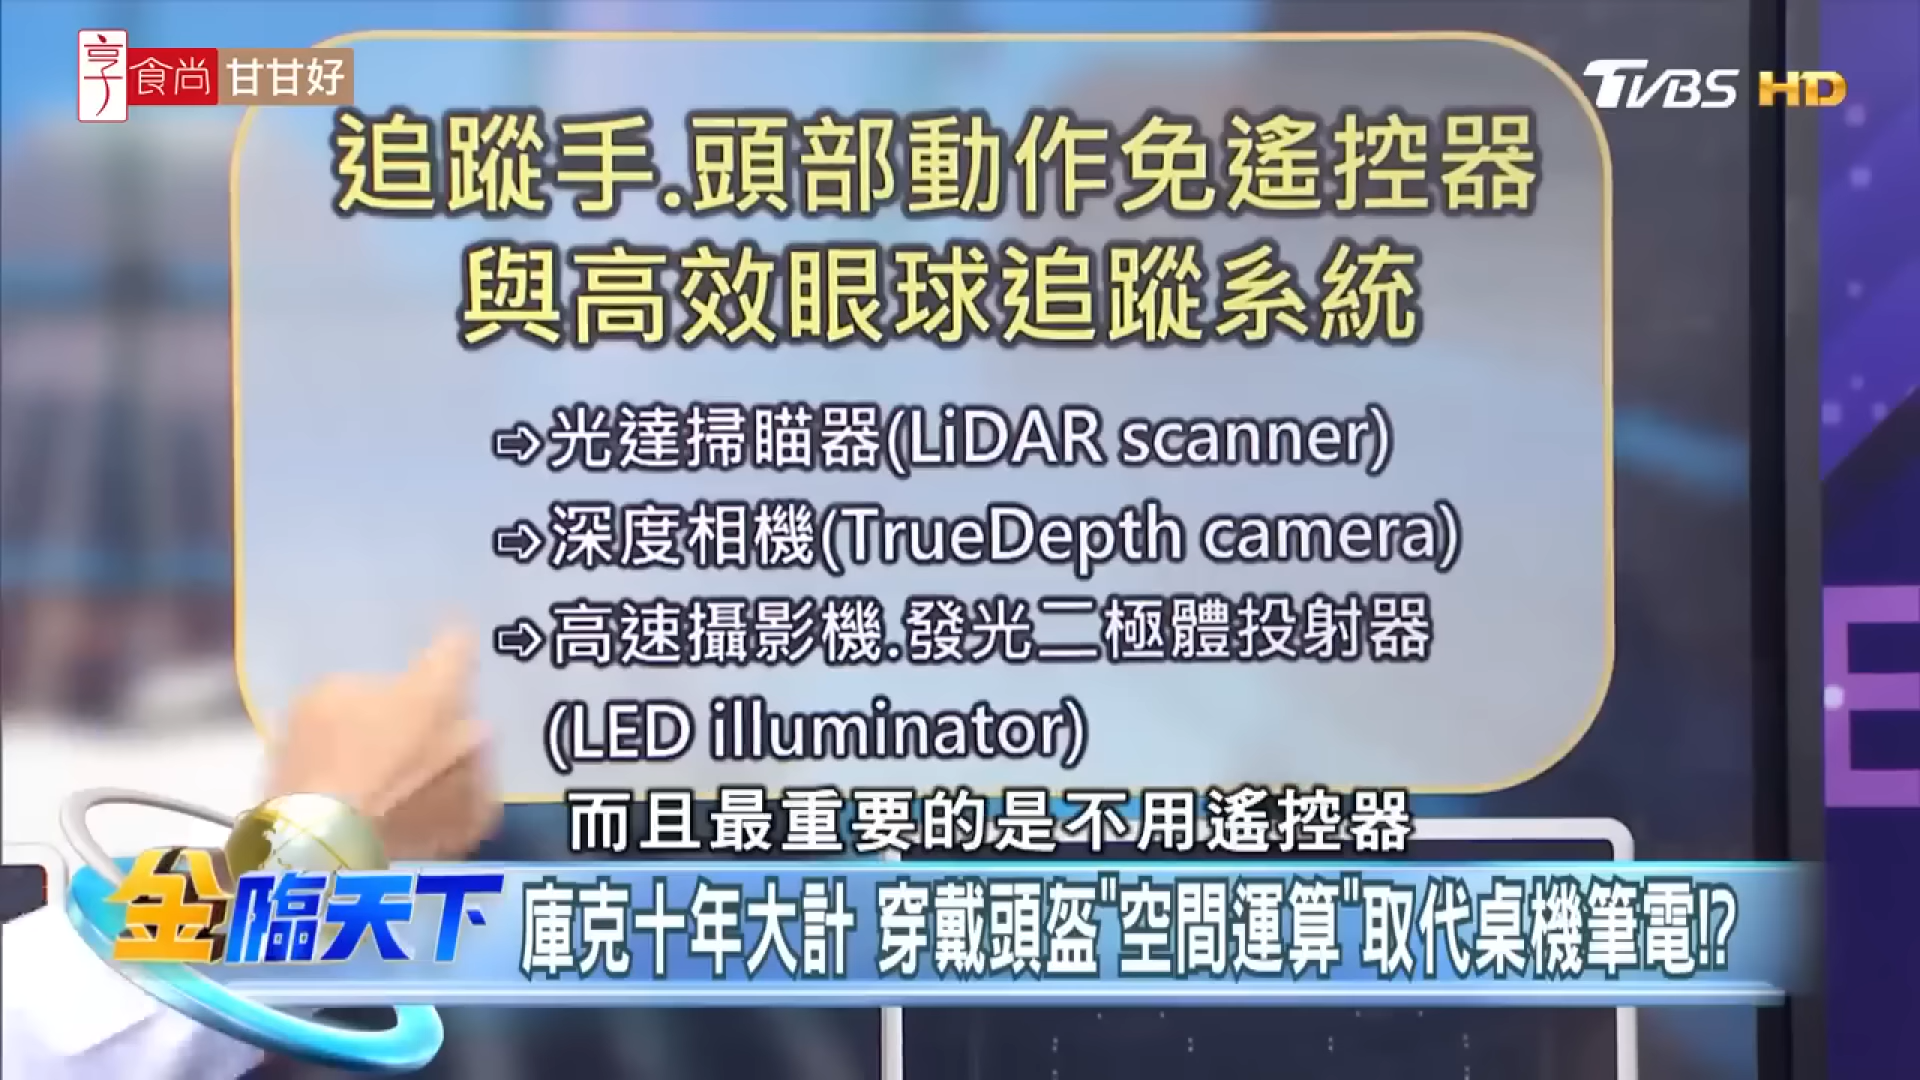 享食尚 甘甘好
TVBS HD
追蹤手.頭部動作免遙控器
與高效眼球追蹤系統
⇨光達掃瞄器(LiDAR scanner)
⇨深度相機(TrueDepth camera)
⇨高速攝影機.發光二極體投射器
(LED illuminator)
而且最重要的是不用遙控器
金臨天下
庫克十年大計 穿戴頭盔"空間運算"取代桌機筆電!?
E